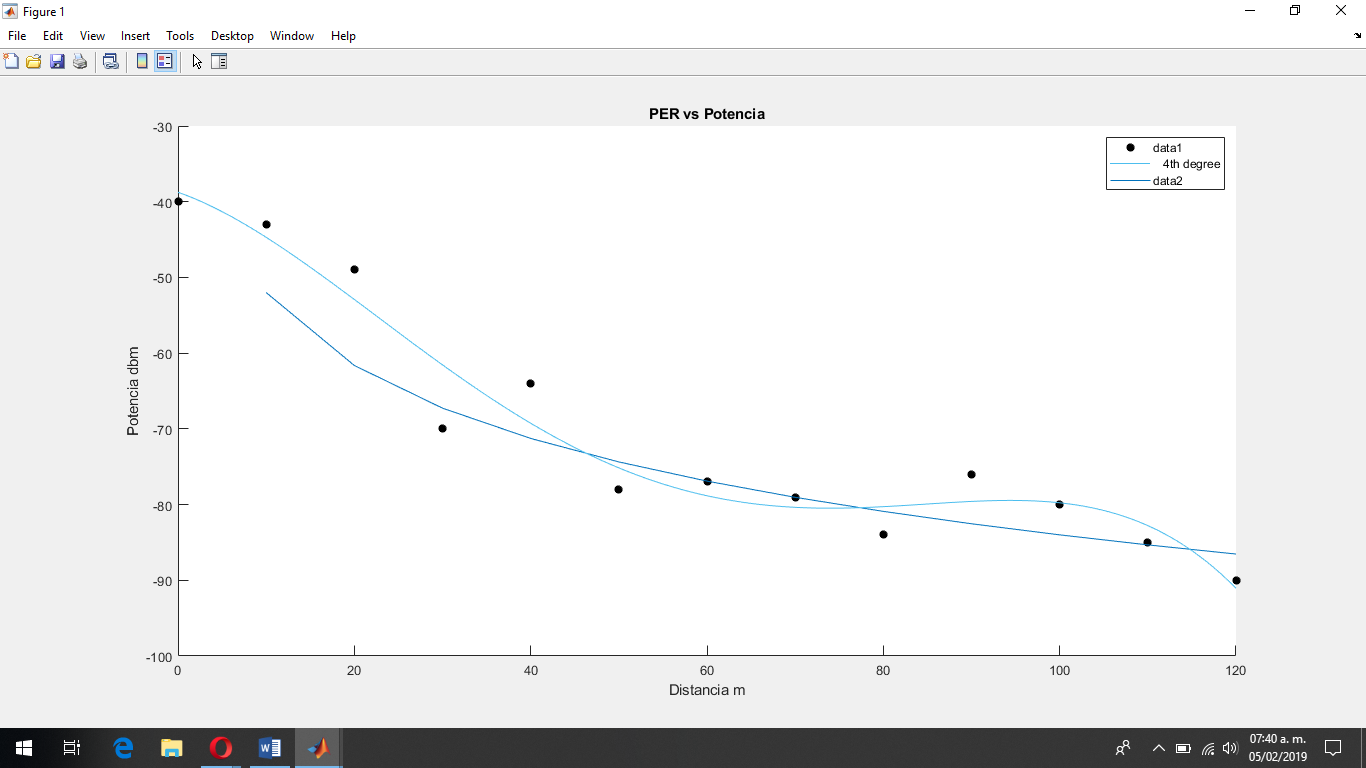 Figure 1
File Edit View Insert Tools Desktop Window Help
PER vs Potencia
data1
4th degree
data2
-30
-40
-50
-60
-70
-80
-90
-100
Potencia dbm
0 20 40 60 80 100 120
Distancia m
07:40 a. m.
05/02/2019